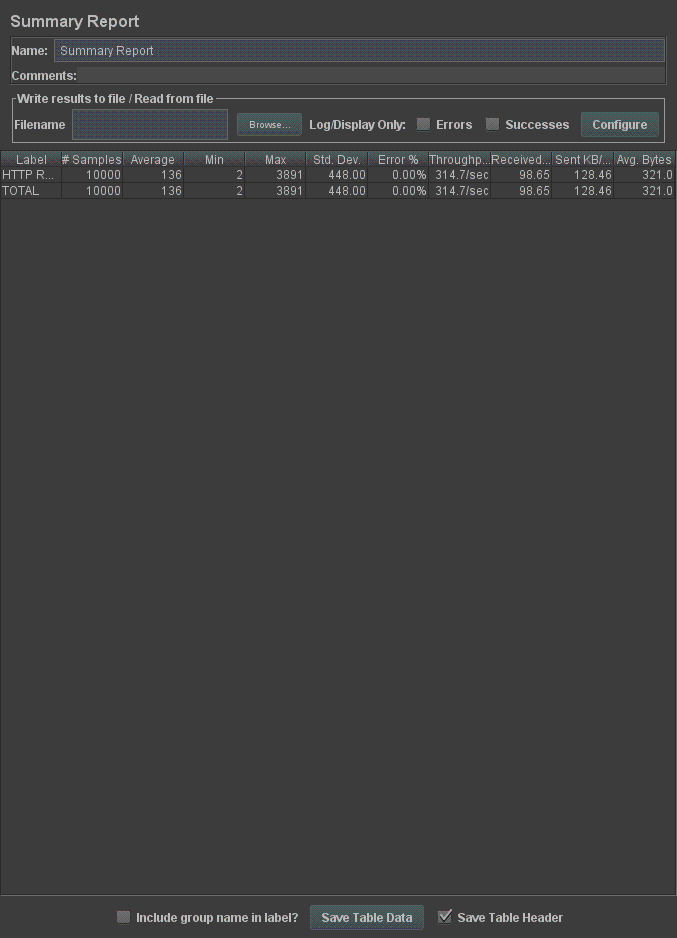 Summary Report
Name: Summary Report
Comments:
Write results to file / Read from file
Filename Browse... Log/Display Only: Errors Successes Configure
Label # Samples Average Min Max Std. Dev. Error % Throughp... Received... Sent KB/... Avg. Bytes
HTTP R... 10000 136 2 3891 448.00 0.00% 314.7/sec 98.65 128.46 321.0
TOTAL 10000 136 2 3891 448.00 0.00% 314.7/sec 98.65 128.46 321.0
Include group name in label? Save Table Data Save Table Header